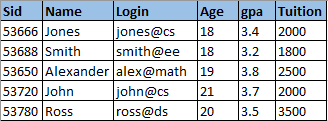 Sid Name Login Age gpa Tuition
53666 Jones jones@cs 18 3.4 2000
53688 Smith smith@ee 18 3.2 1800
53650 Alexander alex@math 19 3.8 2500
53720 John john@cs 21 3.7 2000
53780 Ross ross@ds 20 3.5 3500